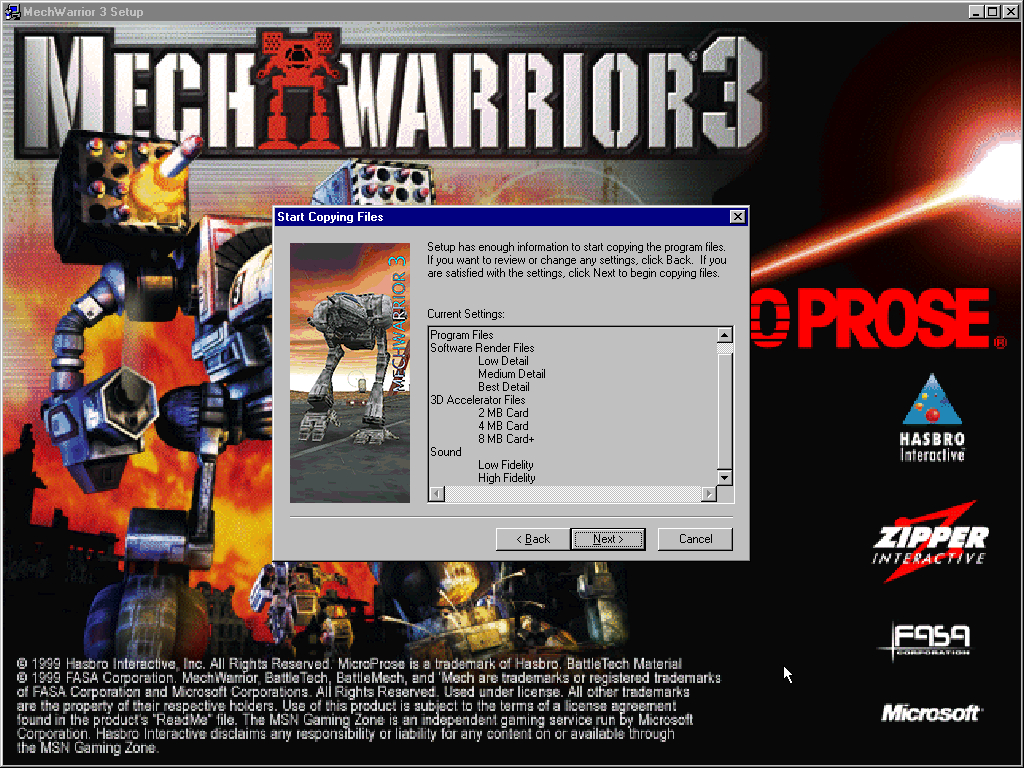 MechWarrior 3 Setup
MECHWARRIOR 3
Start Copying Files
MECHWARRIOR 3
Setup has enough information to start copying the program files.
If you want to review or change any settings, click Back. If you
are satisfied with the settings, click Next to begin copying files.
Current Settings:
Program Files
Software Render Files
Low Detail
Medium Detail
Best Detail
3D Accelerator Files
2 MB Card
4 MB Card
8 MB Card+
Sound
Low Fidelity
High Fidelity
< Back
Next >
Cancel
O PROSE®
HASBRO
Interactive™
ZIPPER
INTERACTIVE™
FASA
CORPORATION
Microsoft®
© 1999 Hasbro Interactive, Inc. All Rights Reserved. MicroProse is a trademark of Hasbro. BattleTech Material
© 1999 FASA Corporation. MechWarrior, BattleTech, BattleMech, and 'Mech are trademarks or registered trademarks
of FASA Corporation and Microsoft Corporations. All Rights Reserved. Used under license. All other trademarks
are the property of their respective holders. Use of this product is subject to the terms of a license agreement
found in the product's "ReadMe" file. The MSN Gaming Zone is an independent gaming service run by Microsoft
Corporation. Hasbro Interactive disclaims any responsibility or liability for any content on or available through
the MSN Gaming Zone.